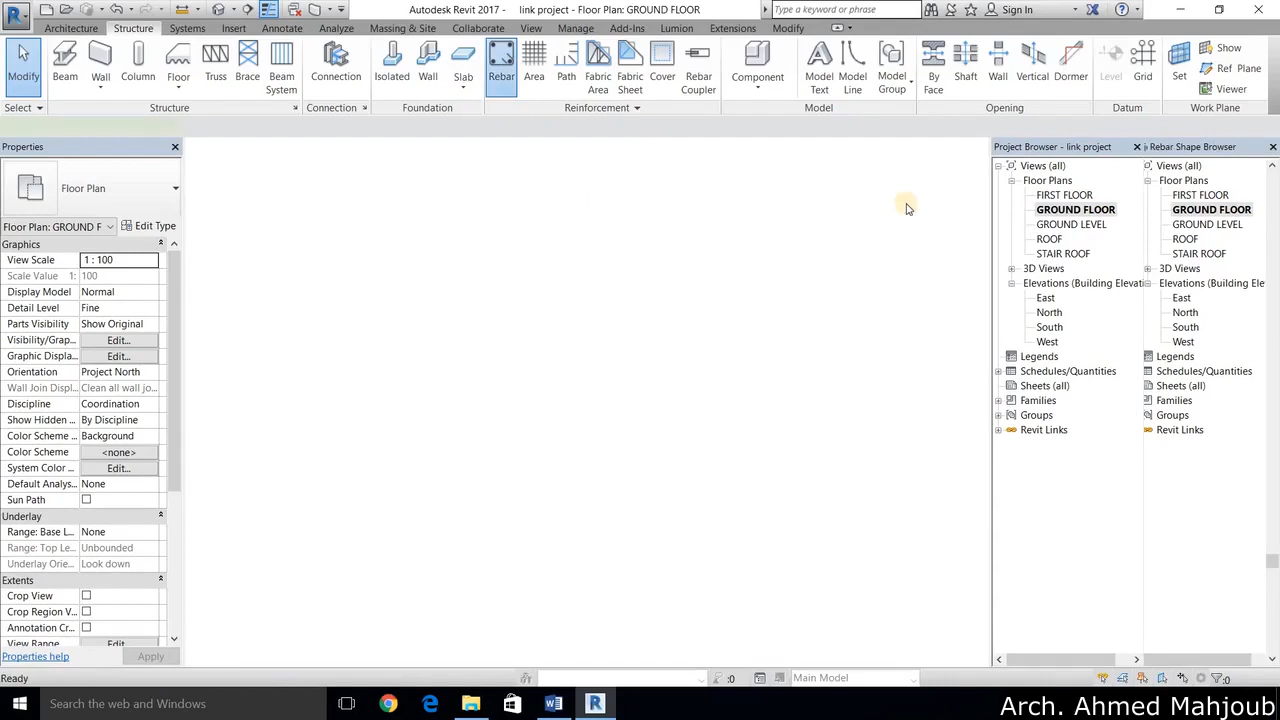 Autodesk Revit 2017 - link project - Floor Plan: GROUND FLOOR
Type a keyword or phrase
Sign In
Architecture Structure Systems Insert Annotate Analyze Massing & Site Collaborate View Manage Add-Ins Lumion Extensions Modify
Modify Beam Wall Column Floor Truss Brace Beam System Connection Isolated Wall Slab Rebar Area Path Fabric Area Fabric Sheet Cover Rebar Coupler Component Model Text Model Line Model Group By Face Shaft Wall Vertical Dormer Level Grid Set Show Ref Plane Viewer
Select Structure Connection Foundation Reinforcement Model Opening Datum Work Plane
Properties
Floor Plan
Floor Plan: GROUND F Edit Type
Graphics
View Scale 1 : 100
Scale Value 1: 100
Display Model Normal
Detail Level Fine
Parts Visibility Show Original
Visibility/Grap... Edit...
Graphic Displa... Edit...
Orientation Project North
Wall Join Displ... Clean all wall jo...
Discipline Coordination
Show Hidden ... By Discipline
Color Scheme ... Background
Color Scheme <none>
System Color ... Edit...
Default Analys... None
Sun Path
Underlay
Range: Base L... None
Range: Top Le... Unbounded
Underlay Orie... Look down
Extents
Crop View
Crop Region V...
Annotation Cr...
View Range Edit...
Properties help Apply
Project Browser - link project
Views (all)
Floor Plans
FIRST FLOOR
GROUND FLOOR
GROUND LEVEL
ROOF
STAIR ROOF
3D Views
Elevations (Building Elevati
East
North
South
West
Legends
Schedules/Quantities
Sheets (all)
Families
Groups
Revit Links
Rebar Shape Browser
Views (all)
Floor Plans
FIRST FLOOR
GROUND FLOOR
GROUND LEVEL
ROOF
STAIR ROOF
3D Views
Elevations (Building Ele
East
North
South
West
Legends
Schedules/Quantities
Sheets (all)
Families
Groups
Revit Links
Ready :0 Main Model :0
Search the web and Windows
Arch. Ahmed Mahjoub